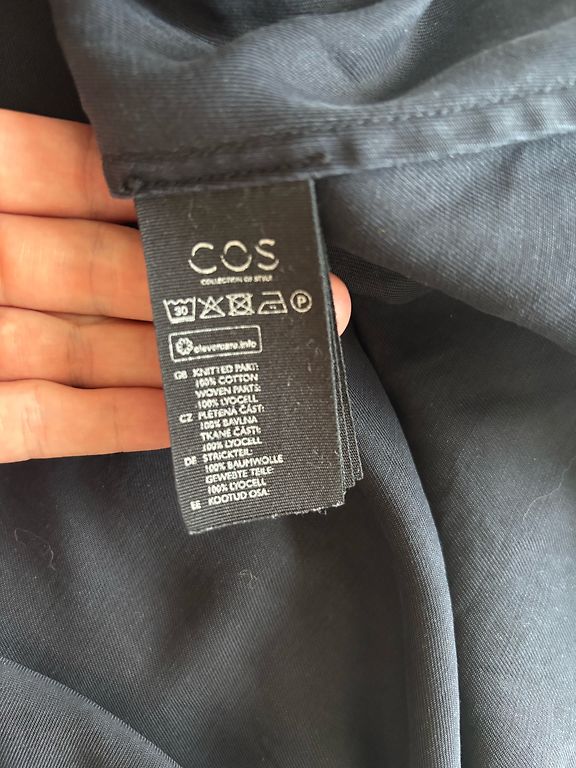 COS
COLLECTION OF STYLE
30 P
clevercare.info
GB KNITTED PART:
100% COTTON
WOVEN PARTS:
100% LYOCELL
CZ PLETENÁ ČÁST:
100% BAVLNA
TKANÉ ČÁSTI:
100% LYOCELL
DE STRICKTEIL:
100% BAUMWOLLE
GEWEBTE TEILE:
100% LYOCELL
EE KOOTUD OSA: